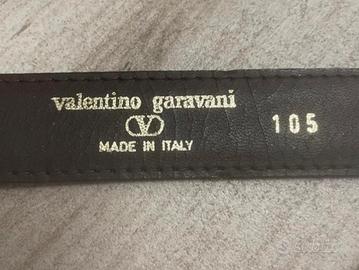 valentino garavani
V
MADE IN ITALY
105